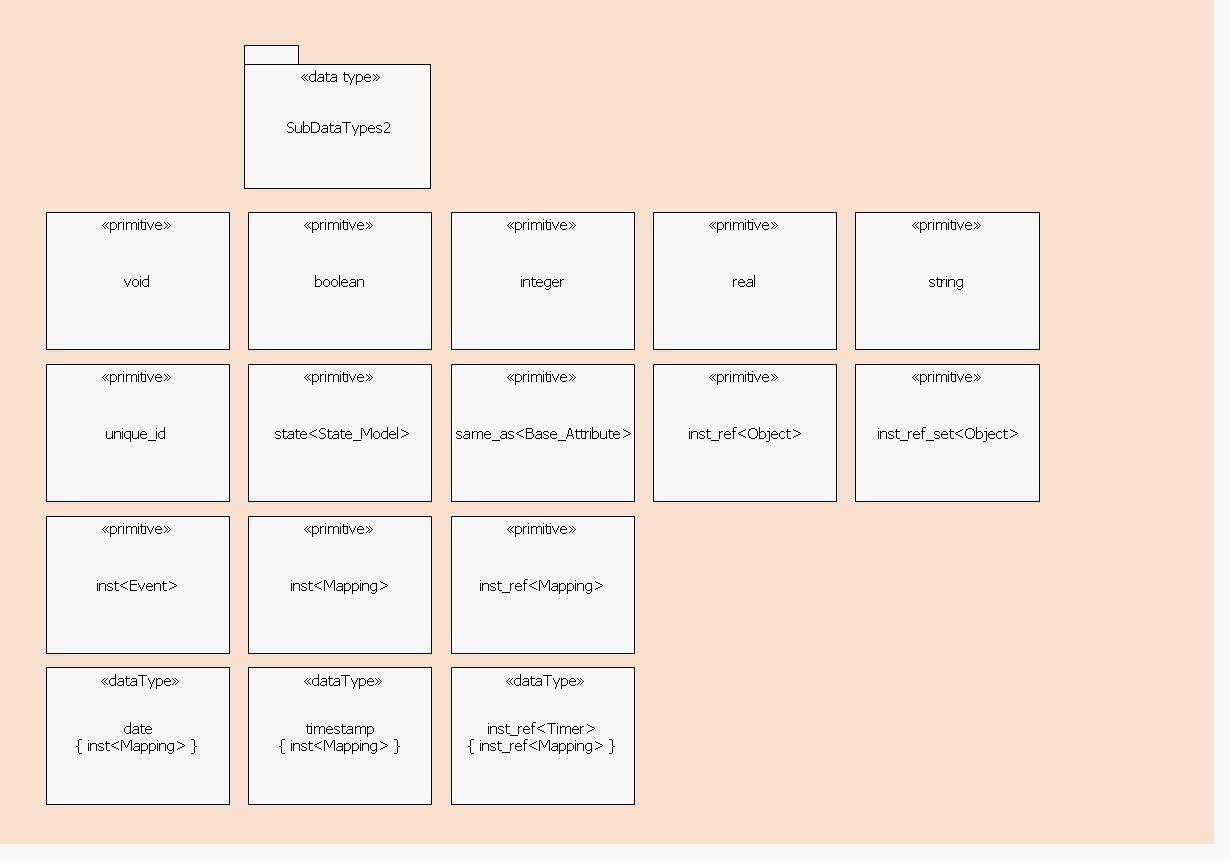 «data type»
SubDataTypes2
«primitive»
void
«primitive»
boolean
«primitive»
integer
«primitive»
real
«primitive»
string
«primitive»
unique_id
«primitive»
state<State_Model>
«primitive»
same_as<Base_Attribute>
«primitive»
inst_ref<Object>
«primitive»
inst_ref_set<Object>
«primitive»
inst<Event>
«primitive»
inst<Mapping>
«primitive»
inst_ref<Mapping>
«dataType»
date
{ inst<Mapping> }
«dataType»
timestamp
{ inst<Mapping> }
«dataType»
inst_ref<Timer>
{ inst_ref<Mapping> }